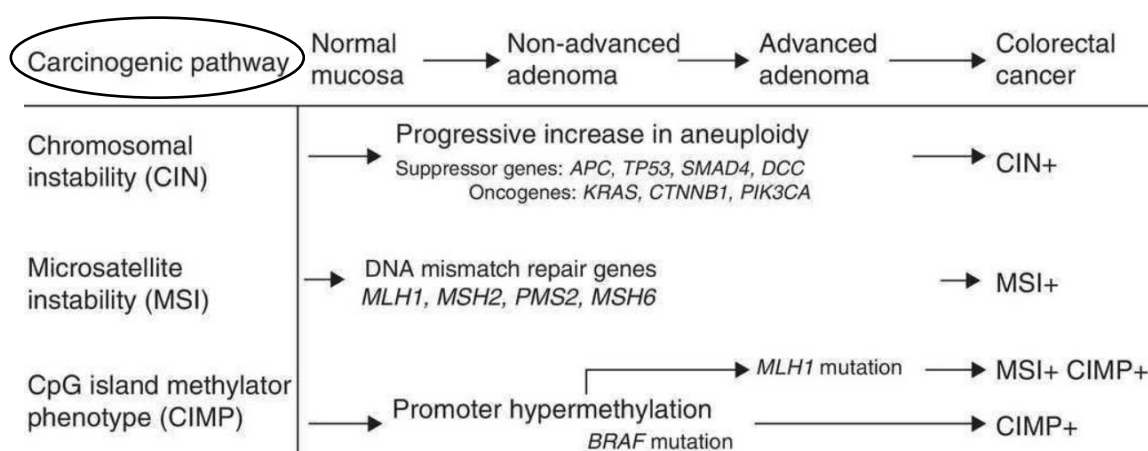 Carcinogenic pathway
Normal
mucosa
Non-advanced
adenoma
Advanced
adenoma
Colorectal
cancer
Chromosomal
instability (CIN)
Progressive increase in aneuploidy
Suppressor genes: APC, TP53, SMAD4, DCC
Oncogenes: KRAS, CTNNB1, PIK3CA
CIN+
Microsatellite
instability (MSI)
DNA mismatch repair genes
MLH1, MSH2, PMS2, MSH6
MSI+
CpG island methylator
phenotype (CIMP)
Promoter hypermethylation
BRAF mutation
MLH1 mutation
MSI+ CIMP+
CIMP+